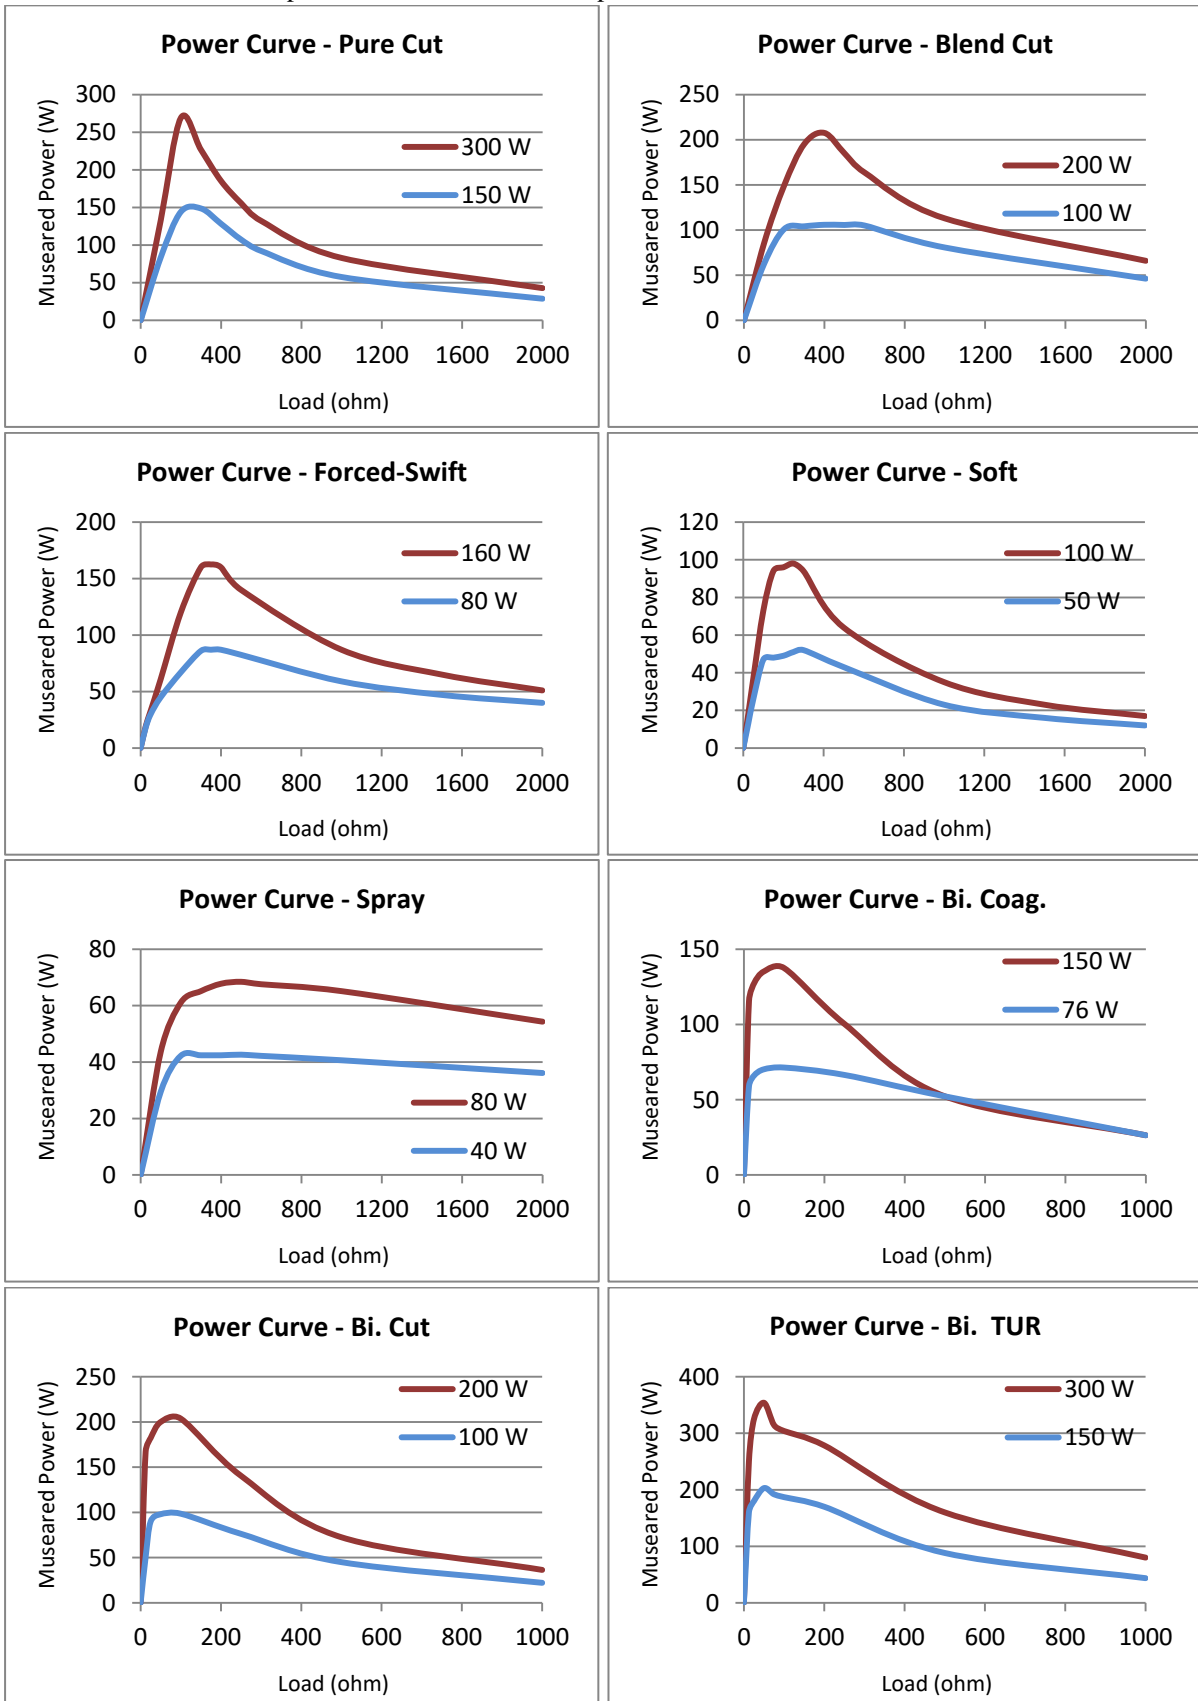 Power Curve - Pure Cut
Museared Power (W)
300
250
200
150
100
50
0
300 W
150 W
0 400 800 1200 1600 2000
Load (ohm)
Power Curve - Blend Cut
Museared Power (W)
250
200
150
100
50
0
200 W
100 W
0 400 800 1200 1600 2000
Load (ohm)
Power Curve - Forced-Swift
Museared Power (W)
200
150
100
50
0
160 W
80 W
0 400 800 1200 1600 2000
Load (ohm)
Power Curve - Soft
Museared Power (W)
120
100
80
60
40
20
0
100 W
50 W
0 400 800 1200 1600 2000
Load (ohm)
Power Curve - Spray
Museared Power (W)
80
60
40
20
0
80 W
40 W
0 400 800 1200 1600 2000
Load (ohm)
Power Curve - Bi. Coag.
Museared Power (W)
150
100
50
0
150 W
76 W
0 200 400 600 800 1000
Load (ohm)
Power Curve - Bi. Cut
Museared Power (W)
250
200
150
100
50
0
200 W
100 W
0 200 400 600 800 1000
Load (ohm)
Power Curve - Bi. TUR
Museared Power (W)
400
300
200
100
0
300 W
150 W
0 200 400 600 800 1000
Load (ohm)